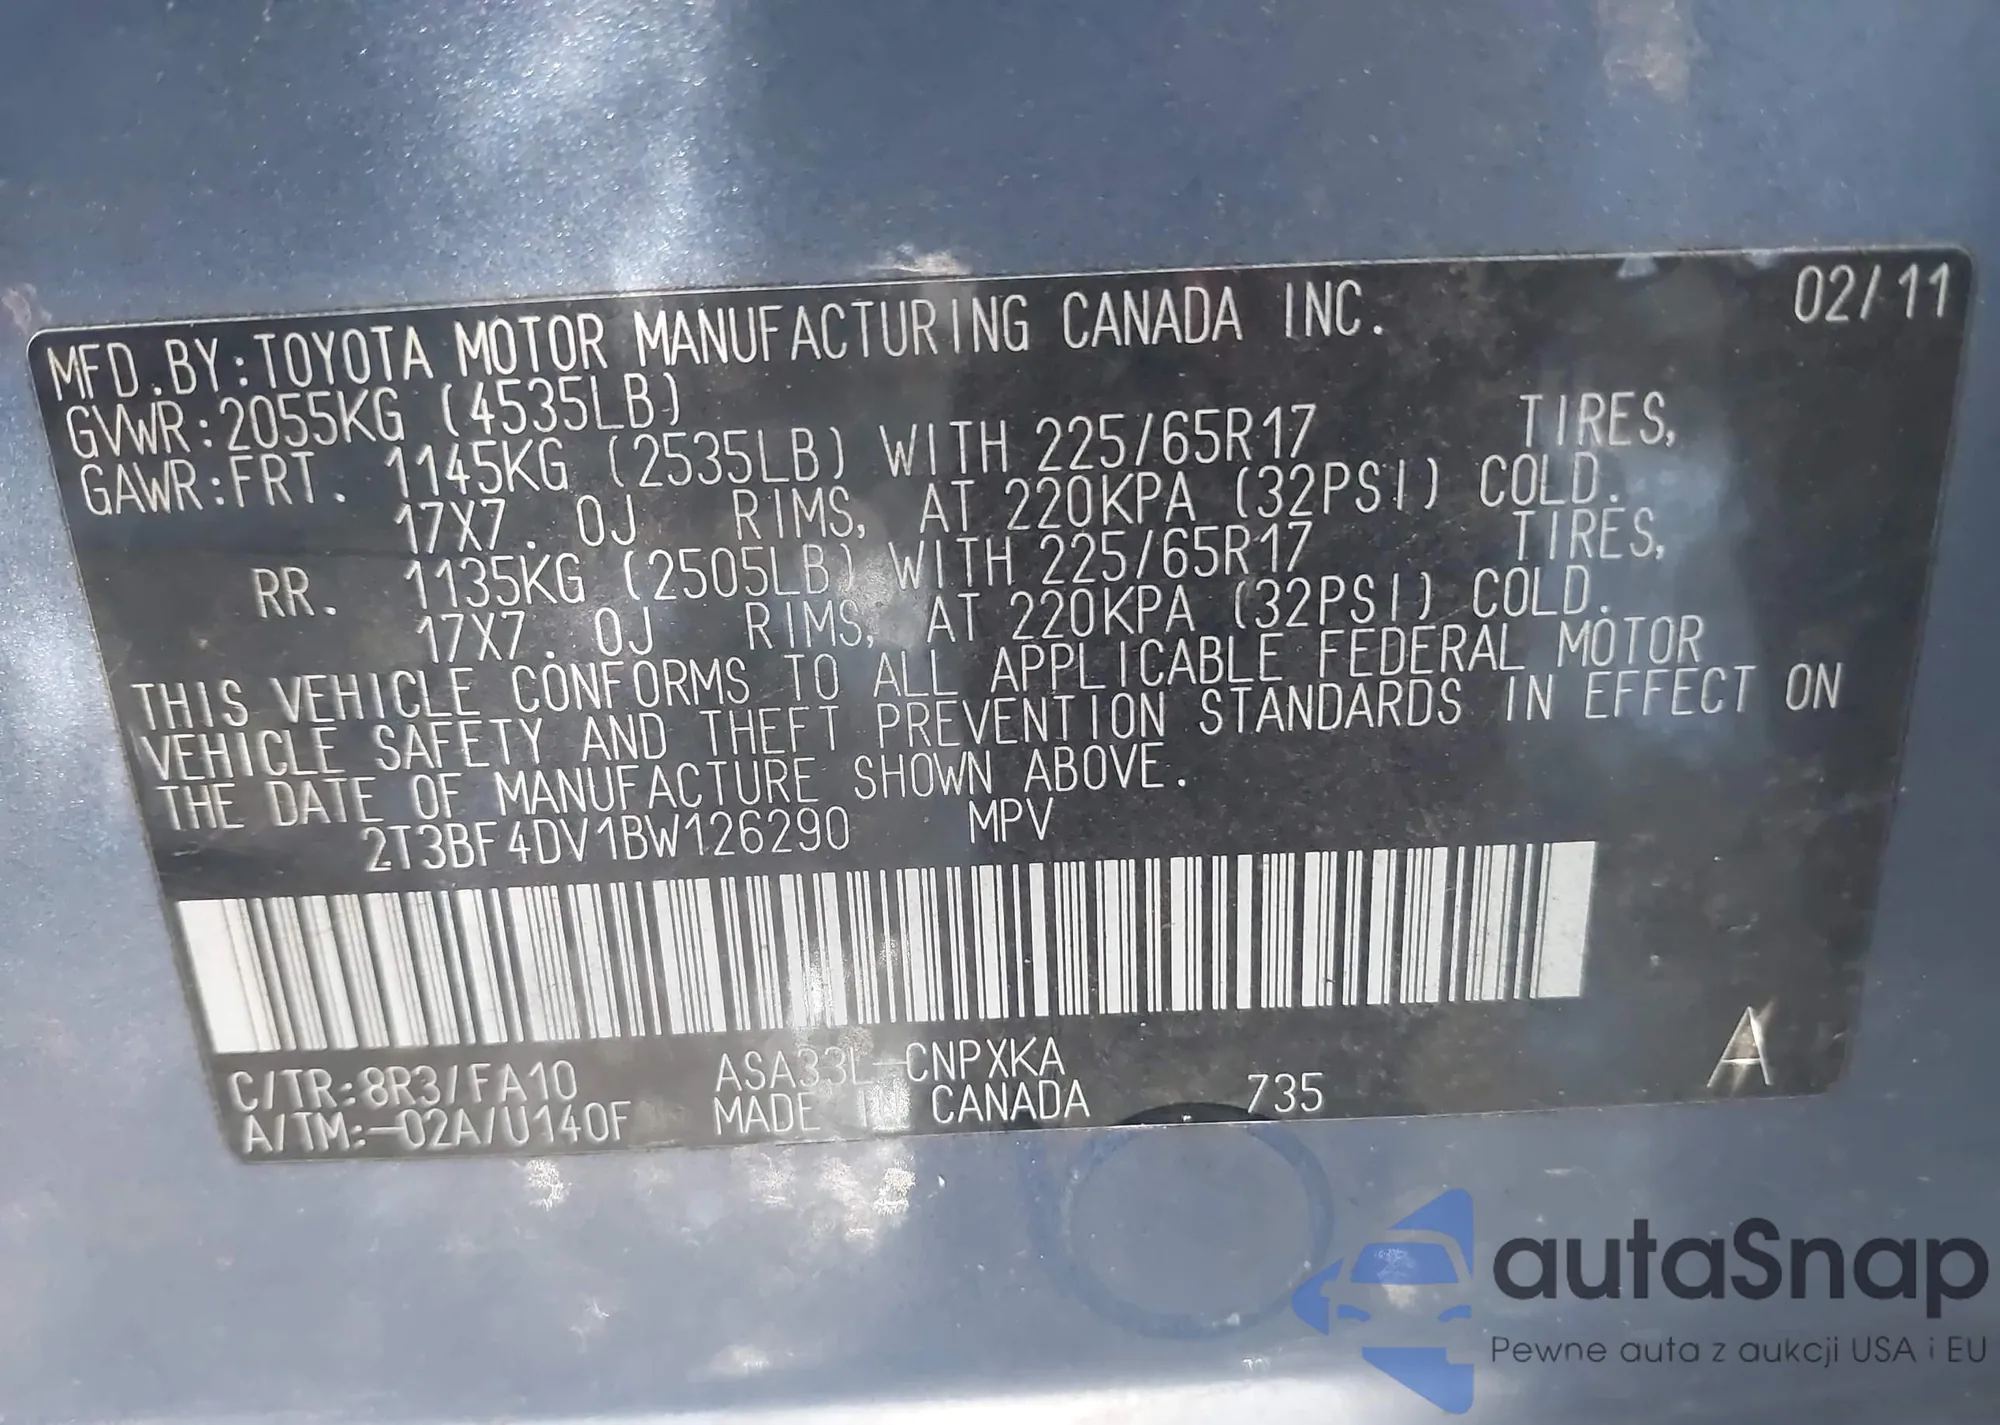 02/11
MFD.BY:TOYOTA MOTOR MANUFACTURING CANADA INC.
GVWR:2055KG (4535LB)
GAWR:FRT. 1145KG (2535LB) WITH 225/65R17 TIRES,
17X7.0J RIMS, AT 220KPA (32PSI) COLD.
RR. 1135KG (2505LB) WITH 225/65R17 TIRES,
17X7.0J RIMS, AT 220KPA (32PSI) COLD.
THIS VEHICLE CONFORMS TO ALL APPLICABLE FEDERAL MOTOR
VEHICLE SAFETY AND THEFT PREVENTION STANDARDS IN EFFECT ON
THE DATE OF MANUFACTURE SHOWN ABOVE.
2T3BF4DV1BW126290 MPV
C/TR:8R3/FA10 ASA33L-CNPXKA
A/TM:-02A/U140F MADE IN CANADA 735 A
autaSnap
Pewne auta z aukcji USA i EU